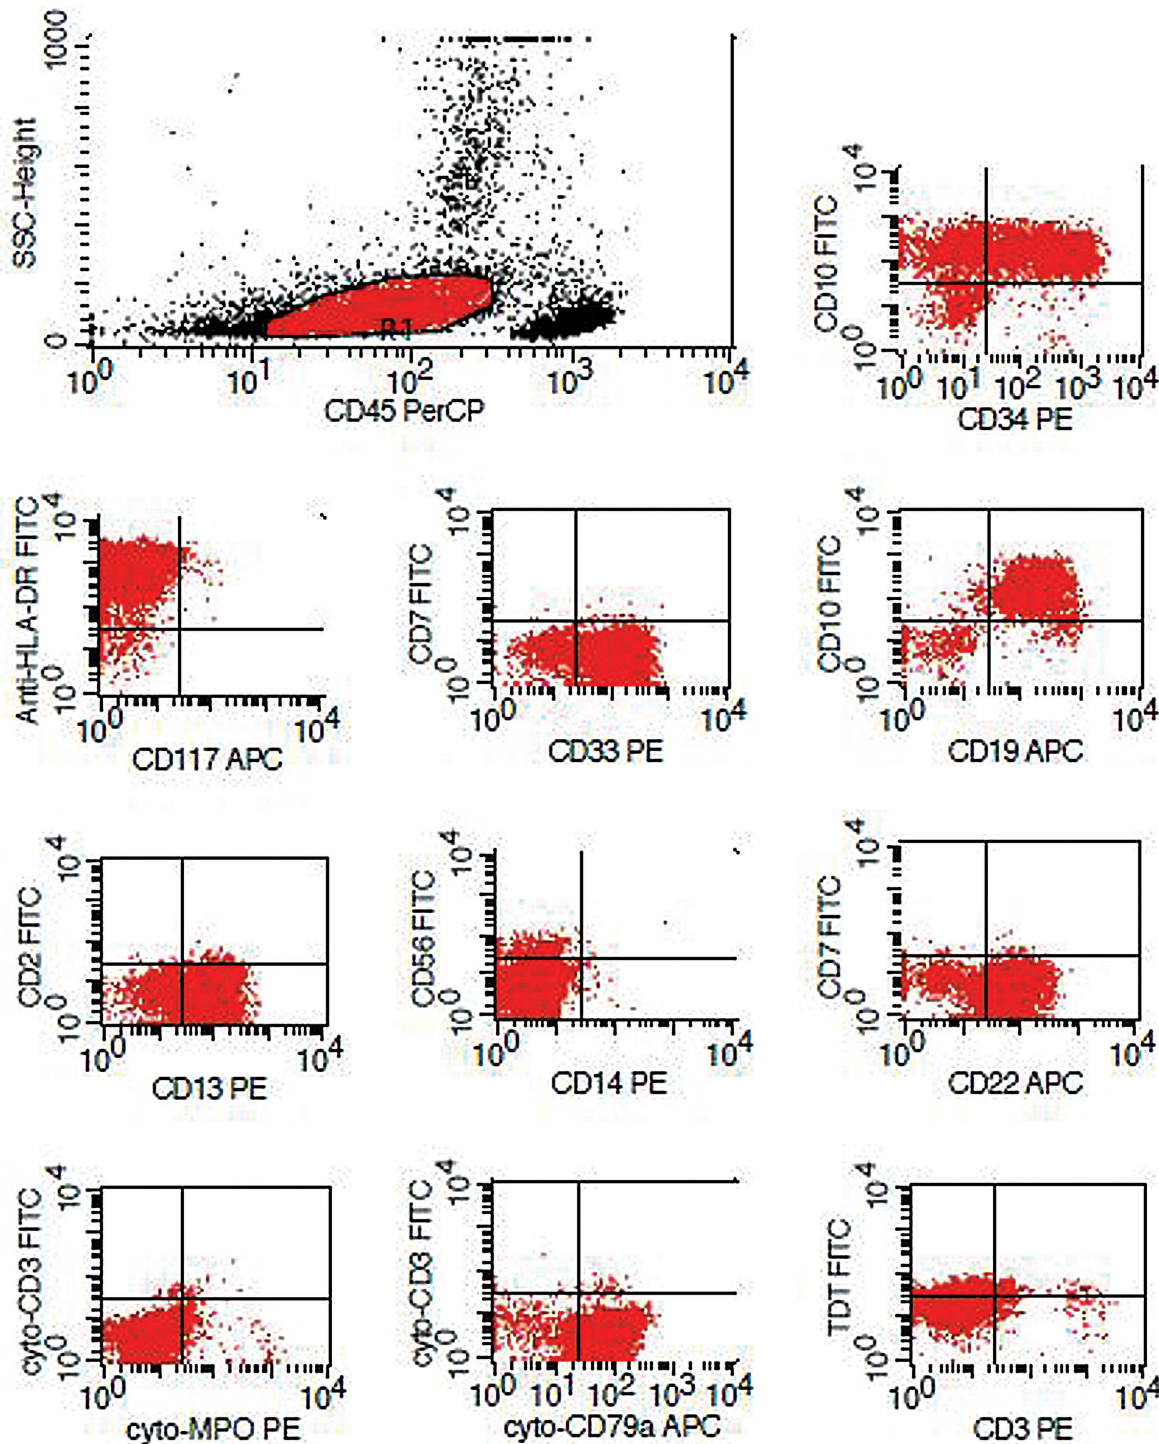 1000
SSC-Height
0
R1
10^0 10^1 10^2 10^3 10^4
CD45 PerCP
10^4
CD10 FITC
10^0
10^0 10^1 10^2 10^3 10^4
CD34 PE
10^4
Anti-HLA-DR FITC
10^0
10^0 10^4
CD117 APC
10^4
CD7 FITC
10^0
10^0 10^4
CD33 PE
10^4
CD10 FITC
10^0
10^0 10^4
CD19 APC
10^4
CD2 FITC
10^0
10^0 10^4
CD13 PE
10^4
CD56 FITC
10^0
10^0 10^4
CD14 PE
10^4
CD7 FITC
10^0
10^0 10^4
CD22 APC
10^4
cyto-CD3 FITC
10^0
10^0 10^4
cyto-MPO PE
10^4
cyto-CD3 FITC
10^0
10^0 10^1 10^2 10^3 10^4
cyto-CD79a APC
10^4
TDT FITC
10^0
10^0 10^4
CD3 PE